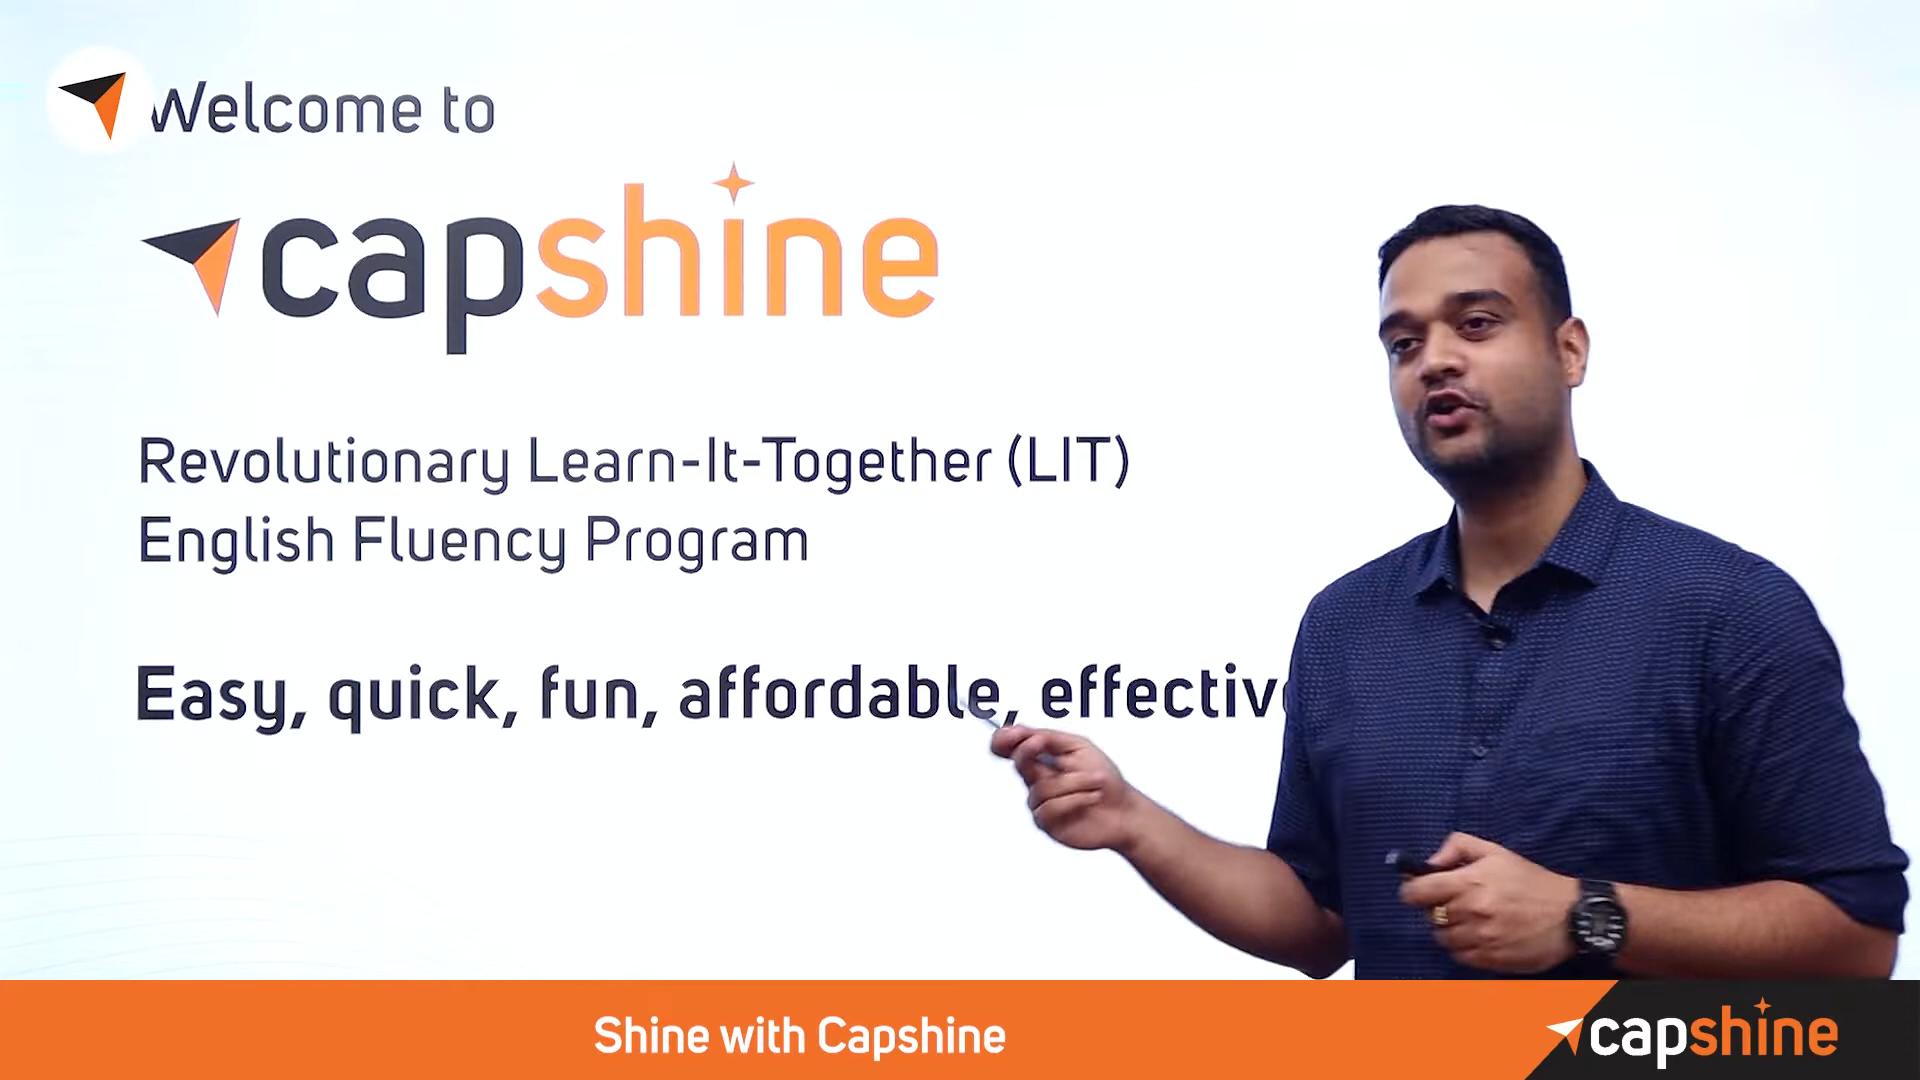 Welcome to
capshine
Revolutionary Learn-It-Together (LIT)
English Fluency Program
Easy, quick, fun, affordable, effectiv
Shine with Capshine
capshine